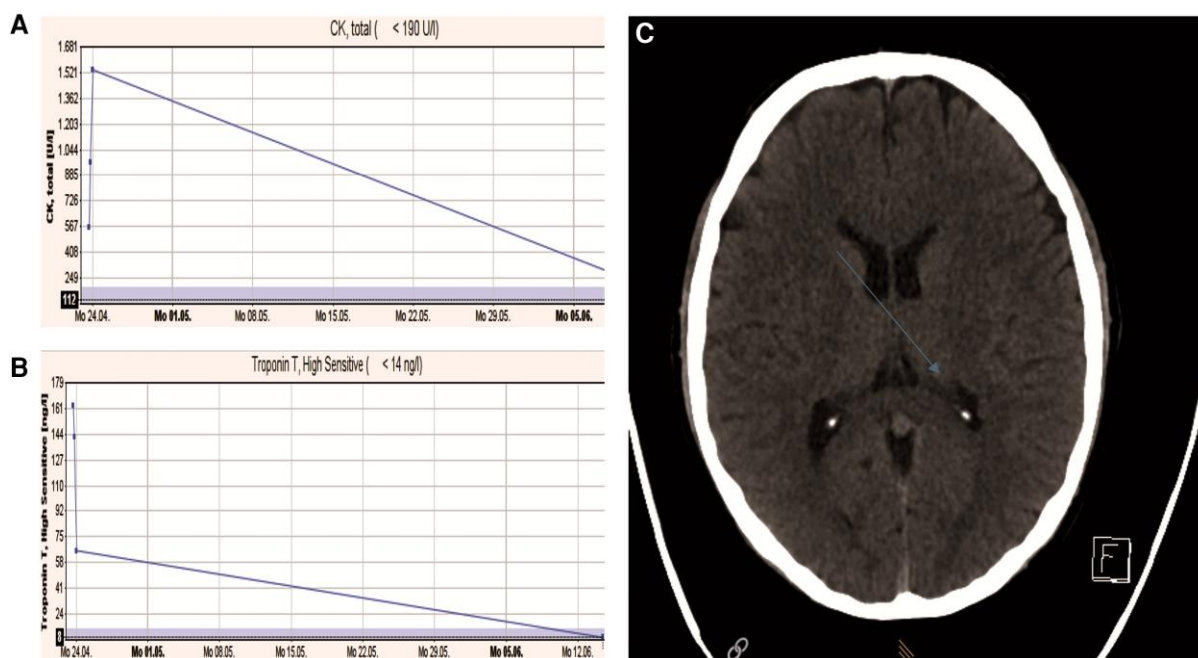 A
CK, total ( < 190 U/l)
CK, total [U/l]
1.681
1.521
1.362
1.203
1.044
885
726
567
408
249
112
Mo 24.04. Mo 01.05. Mo 08.05. Mo 15.05. Mo 22.05. Mo 29.05. Mo 05.06.
B
Troponin T, High Sensitive ( < 14 ng/l)
Troponin T, High Sensitive [ng/l]
179
161
144
127
110
92
75
58
41
24
8
Mo 24.04. Mo 01.05. Mo 08.05. Mo 15.05. Mo 22.05. Mo 29.05. Mo 05.06. Mo 12.06.
C
F